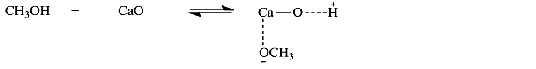 CH₃OH – CaO ⇌ Ca—O----H
+
OCH₃
–